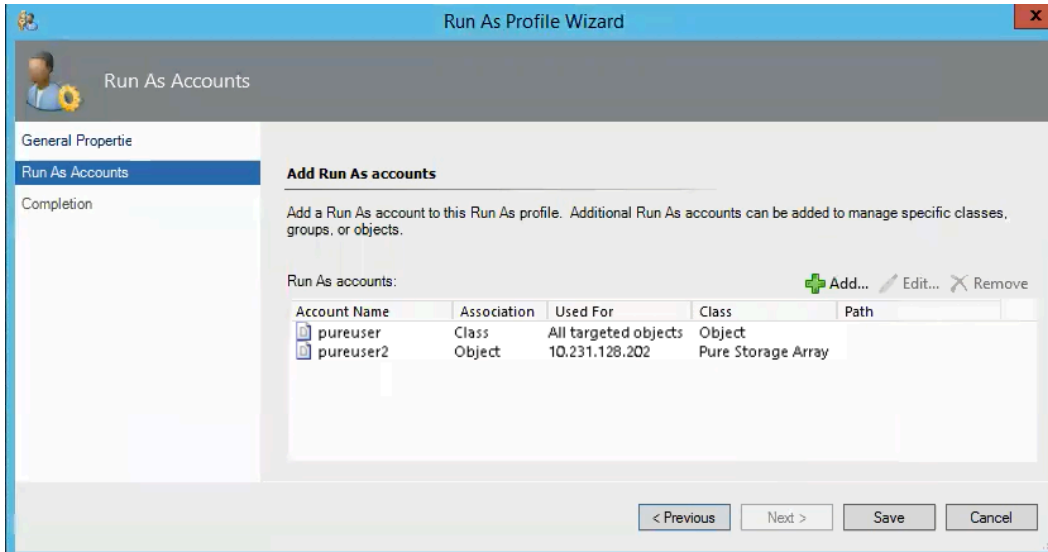 Run As Profile Wizard
x
Run As Accounts
General Propertie
Run As Accounts
Completion
Add Run As accounts
Add a Run As account to this Run As profile. Additional Run As accounts can be added to manage specific classes,
groups, or objects.
Run As accounts:
Add... Edit... Remove
Account Name Association Used For Class Path
pureuser Class All targeted objects Object
pureuser2 Object 10.231.128.202 Pure Storage Array
< Previous Next > Save Cancel